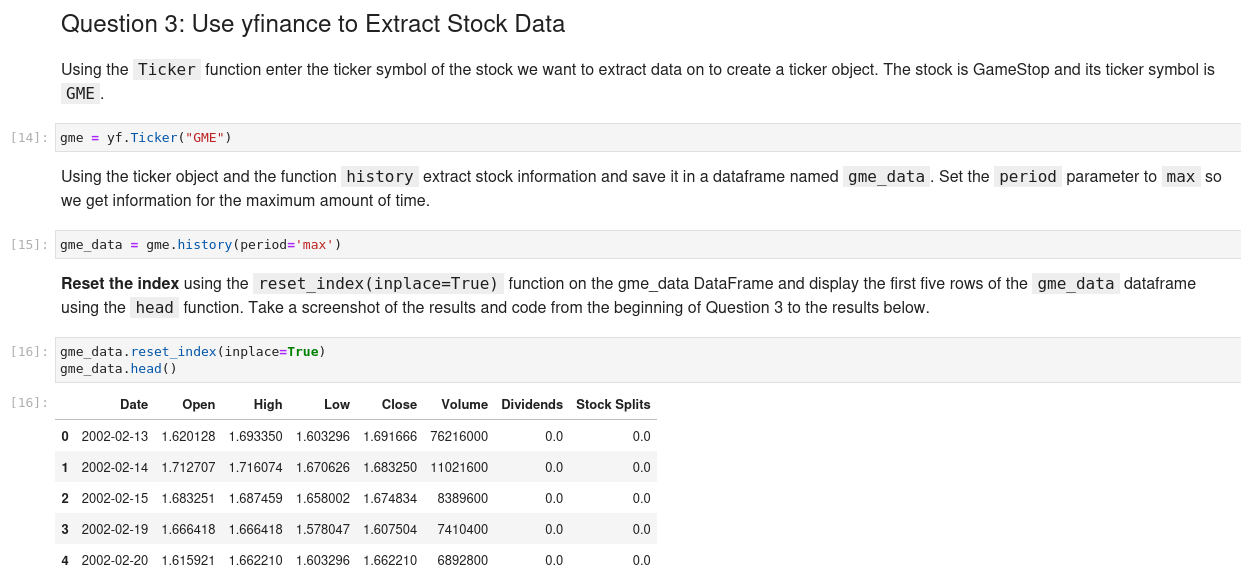 Question 3: Use yfinance to Extract Stock Data
Using the Ticker function enter the ticker symbol of the stock we want to extract data on to create a ticker object. The stock is GameStop and its ticker symbol is
GME .
[14]: gme = yf.Ticker("GME")
Using the ticker object and the function history extract stock information and save it in a dataframe named gme_data . Set the period parameter to max so
we get information for the maximum amount of time.
[15]: gme_data = gme.history(period='max')
Reset the index using the reset_index(inplace=True) function on the gme_data DataFrame and display the first five rows of the gme_data dataframe
using the head function. Take a screenshot of the results and code from the beginning of Question 3 to the results below.
[16]: gme_data.reset_index(inplace=True)
gme_data.head()
[16]: Date Open High Low Close Volume Dividends Stock Splits
0 2002-02-13 1.620128 1.693350 1.603296 1.691666 76216000 0.0 0.0
1 2002-02-14 1.712707 1.716074 1.670626 1.683250 11021600 0.0 0.0
2 2002-02-15 1.683251 1.687459 1.658002 1.674834 8389600 0.0 0.0
3 2002-02-19 1.666418 1.666418 1.578047 1.607504 7410400 0.0 0.0
4 2002-02-20 1.615921 1.662210 1.603296 1.662210 6892800 0.0 0.0